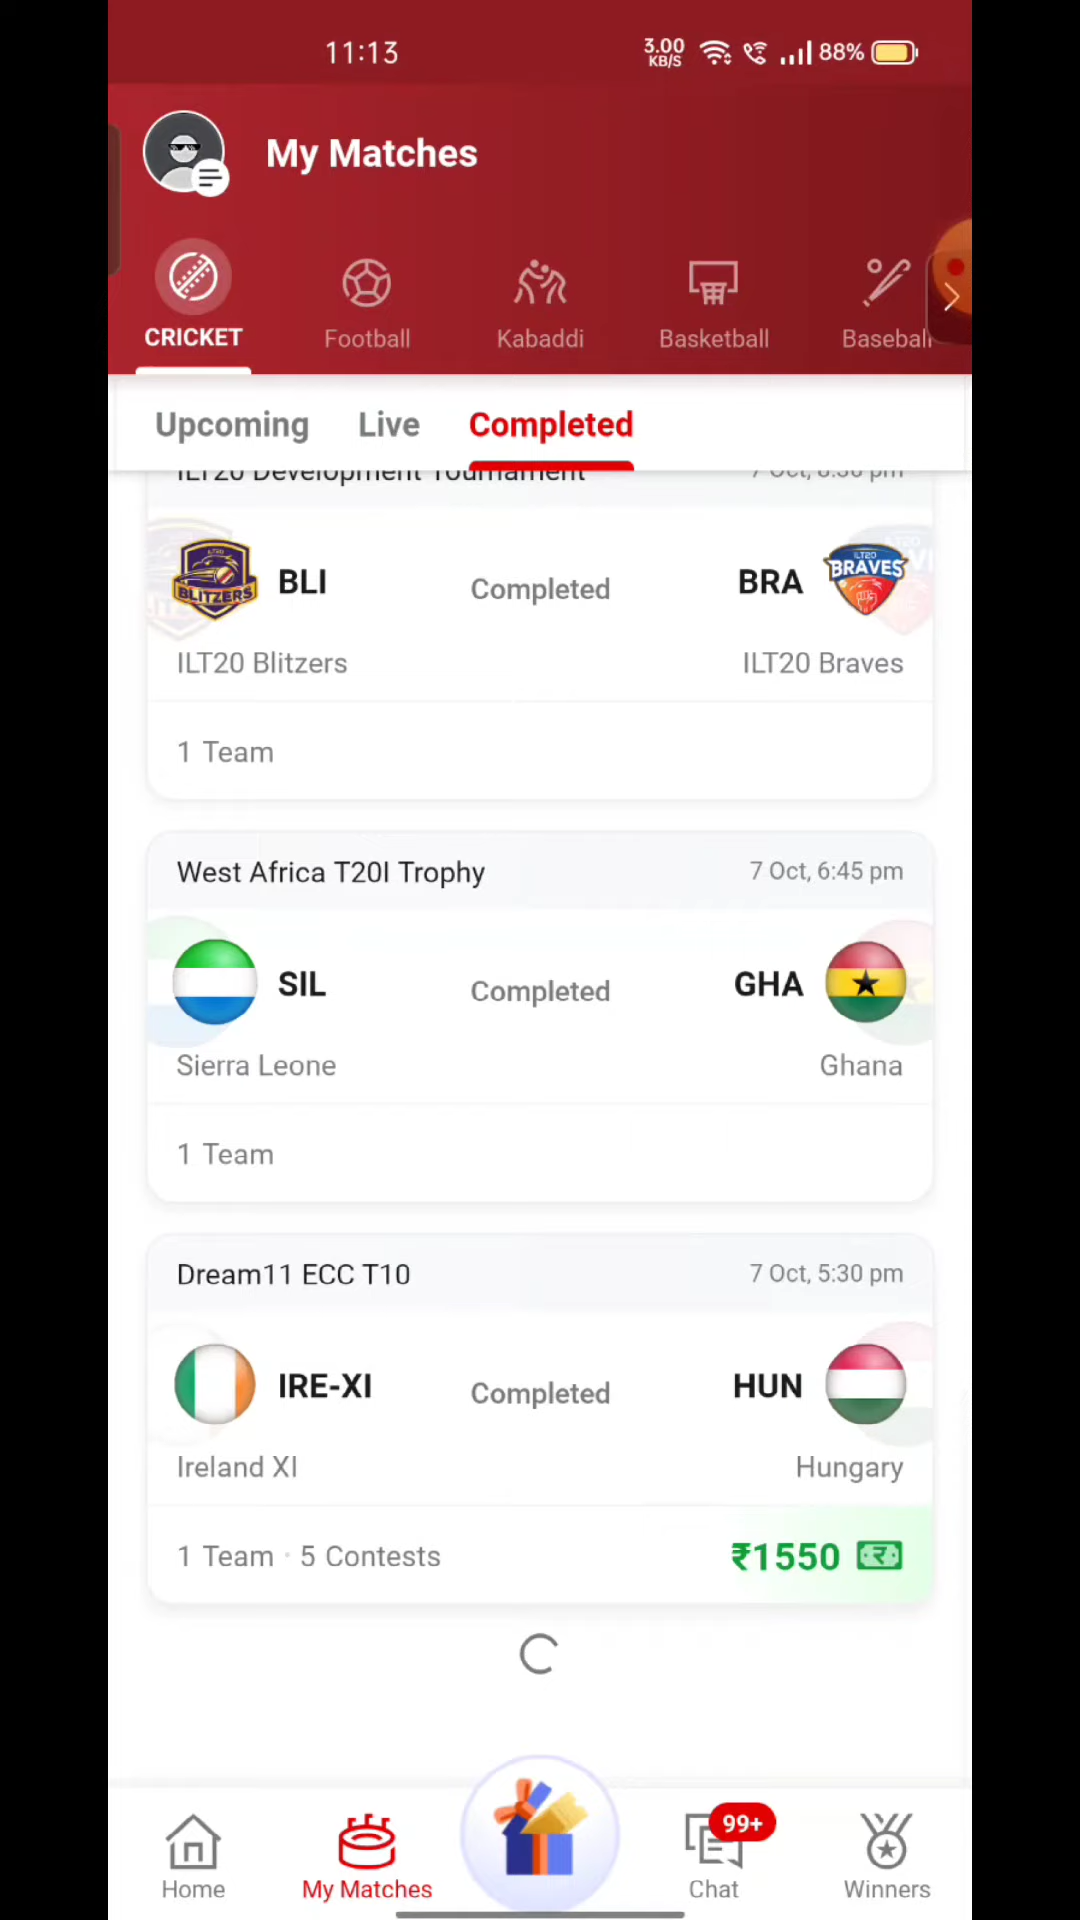 11:13
3.00 KB/S
88%
My Matches
CRICKET Football Kabaddi Basketball Baseball
Upcoming Live Completed
ILT20 Development Tournament 7 Oct, 8:30 pm
BLITZERS BLI Completed BRA ILT20 BRAVES
ILT20 Blitzers ILT20 Braves
1 Team
West Africa T20I Trophy 7 Oct, 6:45 pm
SIL Completed GHA
Sierra Leone Ghana
1 Team
Dream11 ECC T10 7 Oct, 5:30 pm
IRE-XI Completed HUN
Ireland XI Hungary
1 Team · 5 Contests ₹1550 ₹
99+
Home My Matches Chat Winners